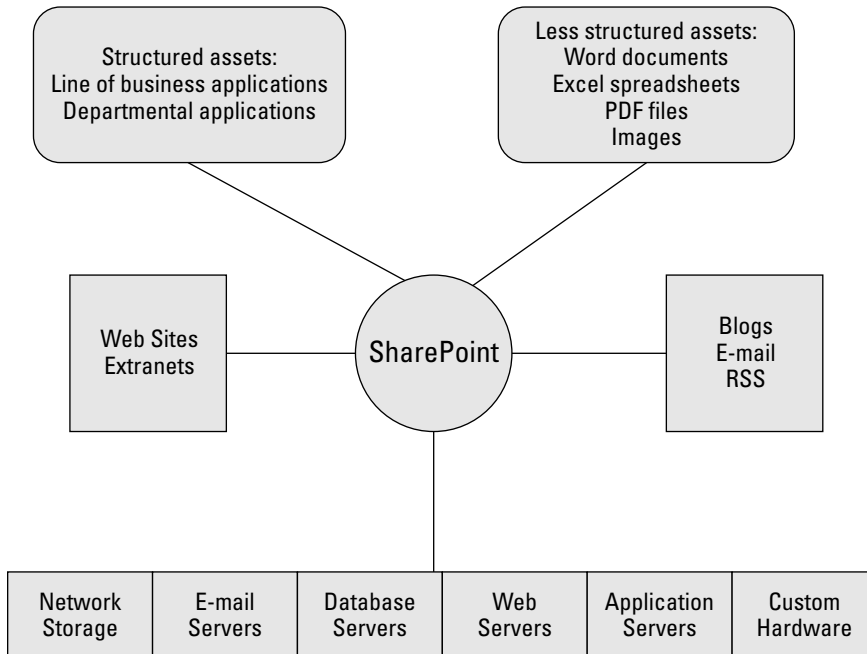 Structured assets:
Line of business applications
Departmental applications
Less structured assets:
Word documents
Excel spreadsheets
PDF files
Images
Web Sites
Extranets
SharePoint
Blogs
E-mail
RSS
Network
Storage
E-mail
Servers
Database
Servers
Web
Servers
Application
Servers
Custom
Hardware